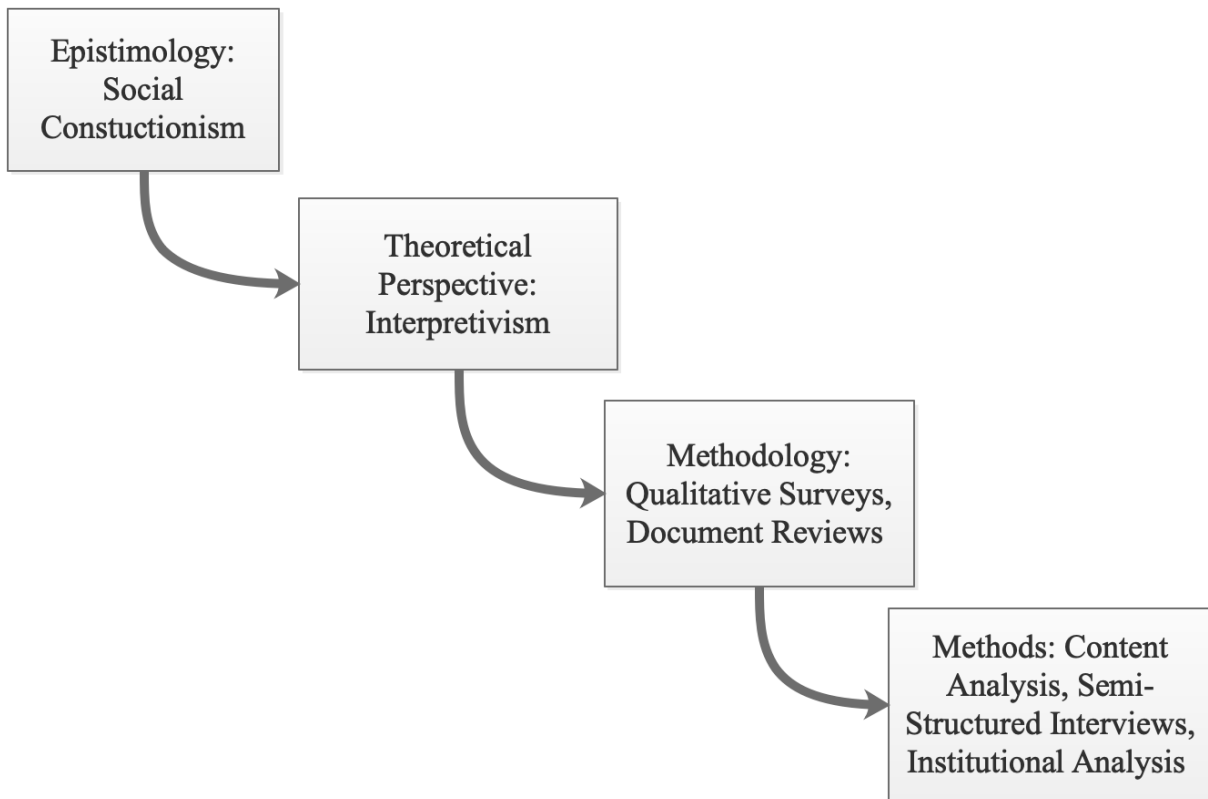 Epistimology:
Social
Constuctionism
Theoretical
Perspective:
Interpretivism
Methodology:
Qualitative Surveys,
Document Reviews
Methods: Content
Analysis, Semi-
Structured Interviews,
Institutional Analysis